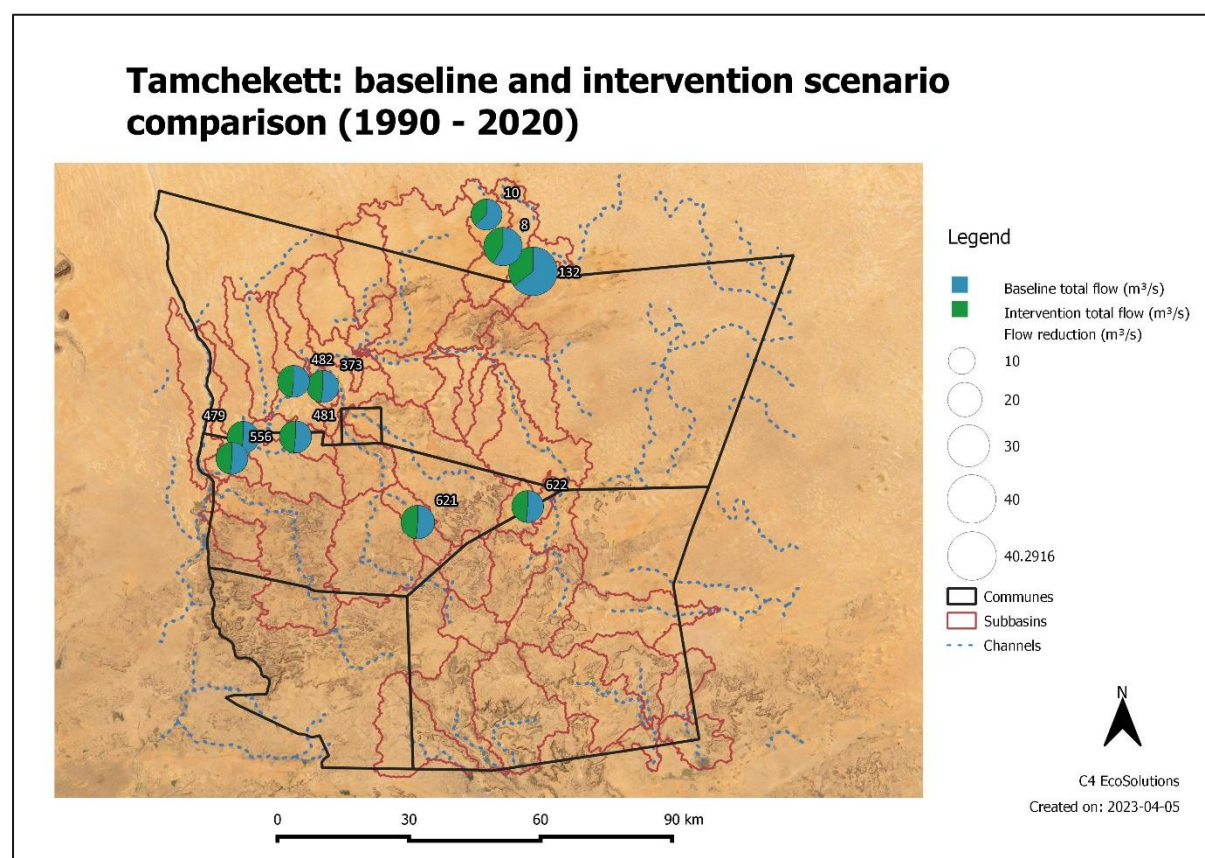 Tamchekett: baseline and intervention scenario
comparison (1990 - 2020)
10
8
132
482
373
479
481
556
622
621
Legend
Baseline total flow (m³/s)
Intervention total flow (m³/s)
Flow reduction (m³/s)
10
20
30
40
40.2916
Communes
Subbasins
Channels
N
C4 EcoSolutions
Created on: 2023-04-05
0 30 60 90 km